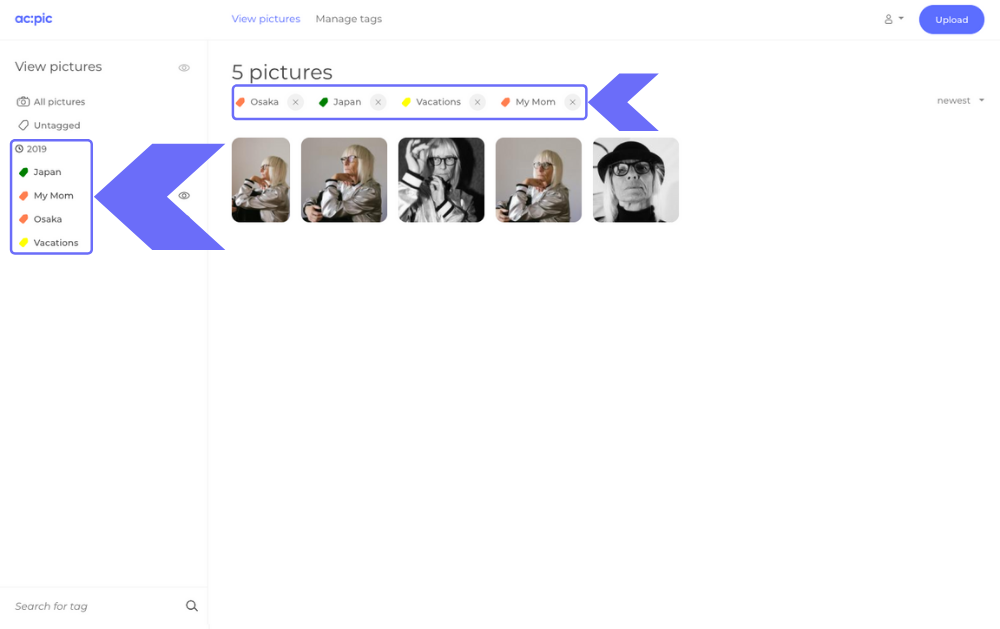 ac:pic
View pictures
Manage tags
Upload
View pictures
All pictures
Untagged
2019
Japan
My Mom
Osaka
Vacations
Search for tag
5 pictures
Osaka × Japan × Vacations × My Mom ×
newest